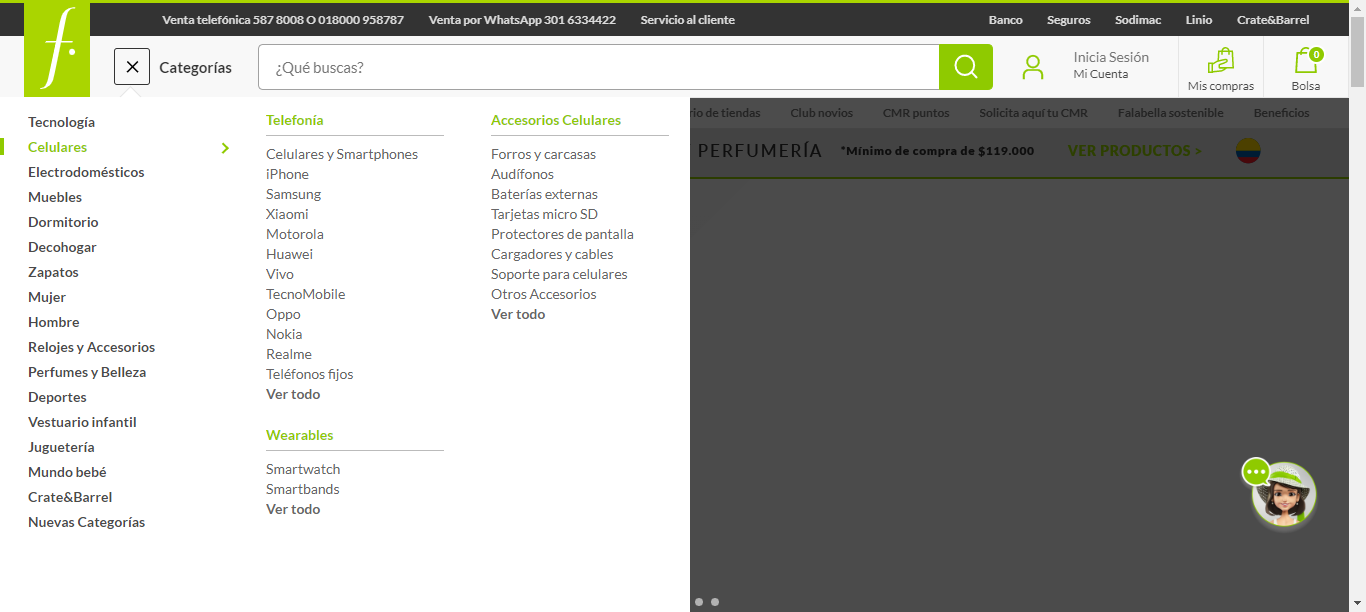 Venta telefónica 587 8008 O 018000 958787 Venta por WhatsApp 301 6334422 Servicio al cliente Banco Seguros Sodimac Linio Crate&Barrel
f.
Categorías ¿Qué buscas? Inicia Sesión
Mi Cuenta
Mis compras
0
Bolsa
rio de tiendas Club novios CMR puntos Solicita aquí tu CMR Falabella sostenible Beneficios
PERFUMERÍA *Mínimo de compra de $119.000 VER PRODUCTOS >
Tecnología
Celulares
Electrodomésticos
Muebles
Dormitorio
Decohogar
Zapatos
Mujer
Hombre
Relojes y Accesorios
Perfumes y Belleza
Deportes
Vestuario infantil
Juguetería
Mundo bebé
Crate&Barrel
Nuevas Categorías
Telefonía
Celulares y Smartphones
iPhone
Samsung
Xiaomi
Motorola
Huawei
Vivo
TecnoMobile
Oppo
Nokia
Realme
Teléfonos fijos
Ver todo
Wearables
Smartwatch
Smartbands
Ver todo
Accesorios Celulares
Forros y carcasas
Audífonos
Baterías externas
Tarjetas micro SD
Protectores de pantalla
Cargadores y cables
Soporte para celulares
Otros Accesorios
Ver todo